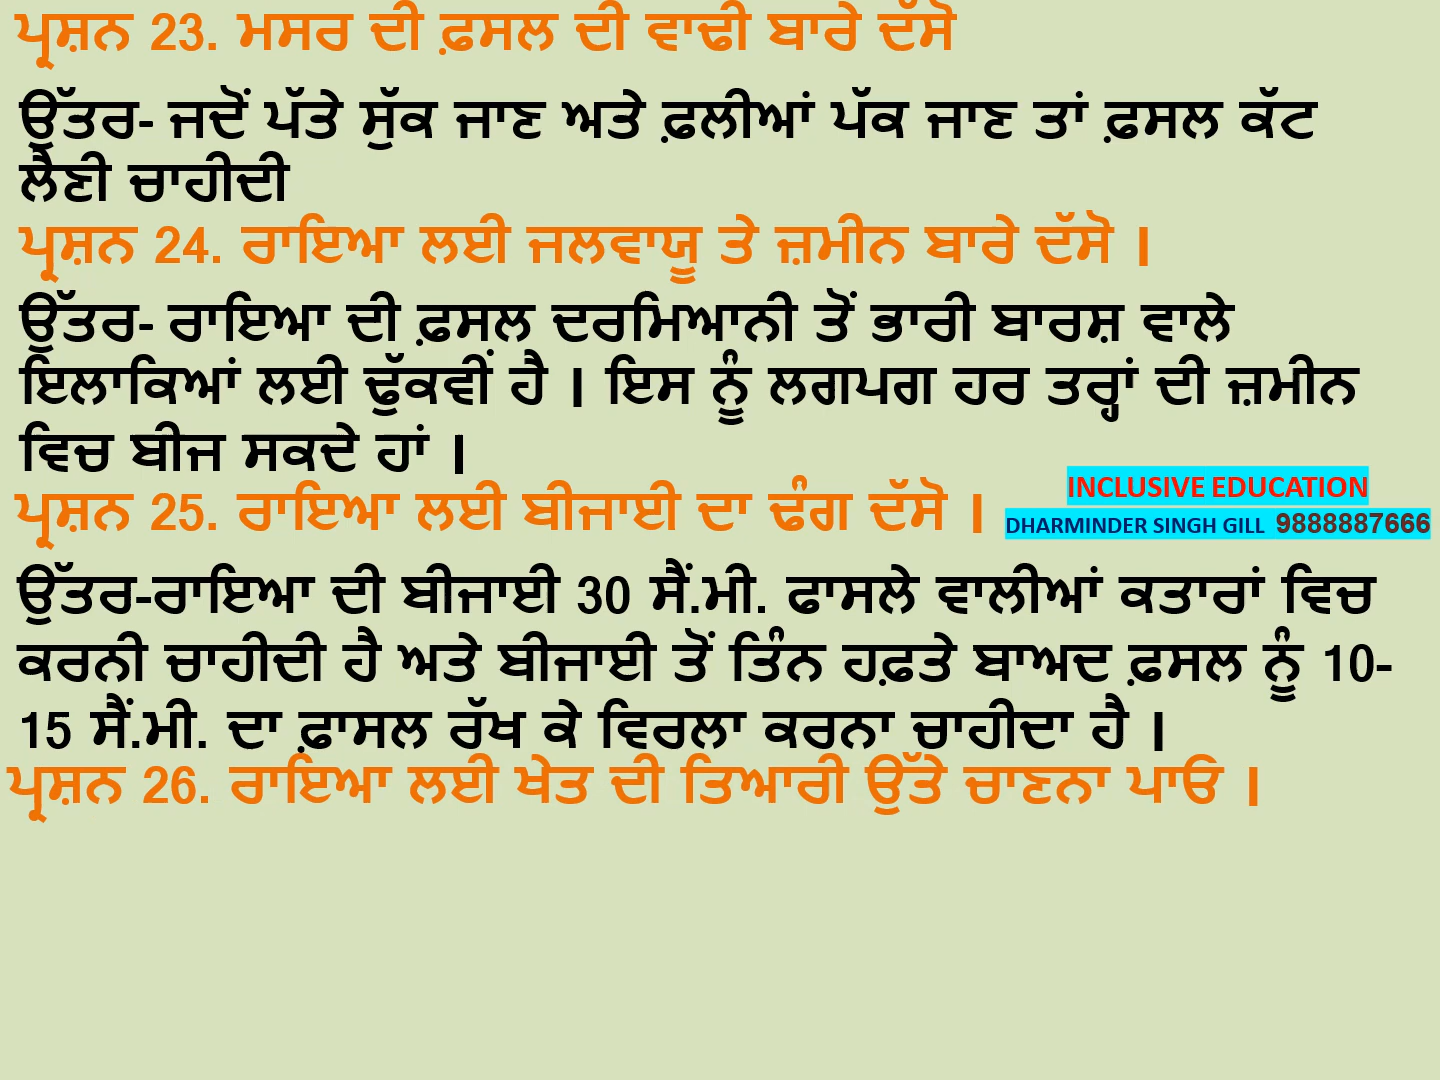 ਪ੍ਰਸ਼ਨ 23. ਮਸਰ ਦੀ ਫ਼ਸਲ ਦੀ ਵਾਢੀ ਬਾਰੇ ਦੱਸੋ
ਉੱਤਰ- ਜਦੋਂ ਪੱਤੇ ਸੁੱਕ ਜਾਣ ਅਤੇ ਫ਼ਲੀਆਂ ਪੱਕ ਜਾਣ ਤਾਂ ਫ਼ਸਲ ਕੱਟ
ਲੈਣੀ ਚਾਹੀਦੀ
ਪ੍ਰਸ਼ਨ 24. ਰਾਇਆ ਲਈ ਜਲਵਾਯੂ ਤੇ ਜ਼ਮੀਨ ਬਾਰੇ ਦੱਸੋ ।
ਉੱਤਰ- ਰਾਇਆ ਦੀ ਫ਼ਸਲ ਦਰਮਿਆਨੀ ਤੋਂ ਭਾਰੀ ਬਾਰਸ਼ ਵਾਲੇ
ਇਲਾਕਿਆਂ ਲਈ ਢੁੱਕਵੀਂ ਹੈ । ਇਸ ਨੂੰ ਲਗਪਗ ਹਰ ਤਰ੍ਹਾਂ ਦੀ ਜ਼ਮੀਨ
ਵਿਚ ਬੀਜ ਸਕਦੇ ਹਾਂ ।
ਪ੍ਰਸ਼ਨ 25. ਰਾਇਆ ਲਈ ਬੀਜਾਈ ਦਾ ਢੰਗ ਦੱਸੋ ।
INCLUSIVE EDUCATION
DHARMINDER SINGH GILL 9888887666
ਉੱਤਰ-ਰਾਇਆ ਦੀ ਬੀਜਾਈ 30 ਸੈਂ.ਮੀ. ਫਾਸਲੇ ਵਾਲੀਆਂ ਕਤਾਰਾਂ ਵਿਚ
ਕਰਨੀ ਚਾਹੀਦੀ ਹੈ ਅਤੇ ਬੀਜਾਈ ਤੋਂ ਤਿੰਨ ਹਫ਼ਤੇ ਬਾਅਦ ਫ਼ਸਲ ਨੂੰ 10-
15 ਸੈਂ.ਮੀ. ਦਾ ਫ਼ਾਸਲ ਰੱਖ ਕੇ ਵਿਰਲਾ ਕਰਨਾ ਚਾਹੀਦਾ ਹੈ ।
ਪ੍ਰਸ਼ਨ 26. ਰਾਇਆ ਲਈ ਖੇਤ ਦੀ ਤਿਆਰੀ ਉੱਤੇ ਚਾਣਨਾ ਪਾਓ ।